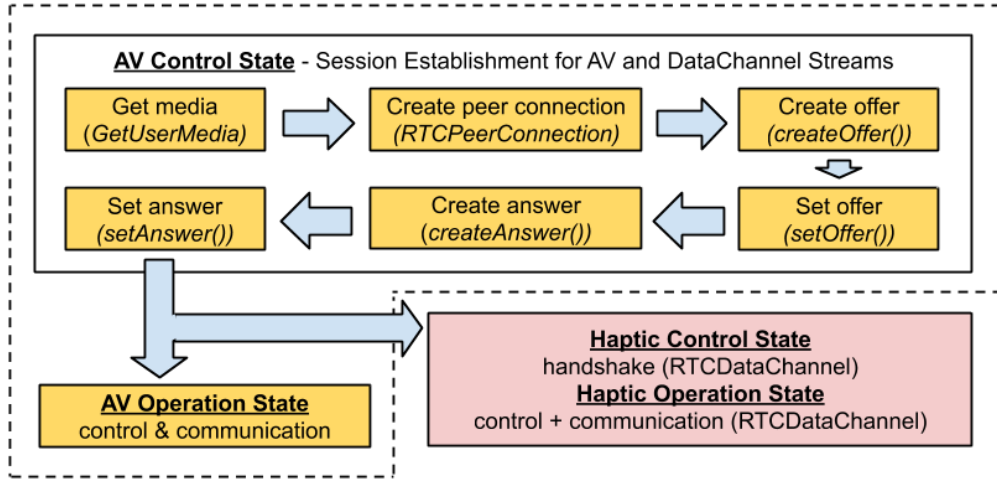 AV Control State - Session Establishment for AV and DataChannel Streams
Get media
(GetUserMedia)
Create peer connection
(RTCPeerConnection)
Create offer
(createOffer())
Set answer
(setAnswer())
Create answer
(createAnswer())
Set offer
(setOffer())
Haptic Control State
handshake (RTCDataChannel)
Haptic Operation State
control + communication (RTCDataChannel)
AV Operation State
control & communication